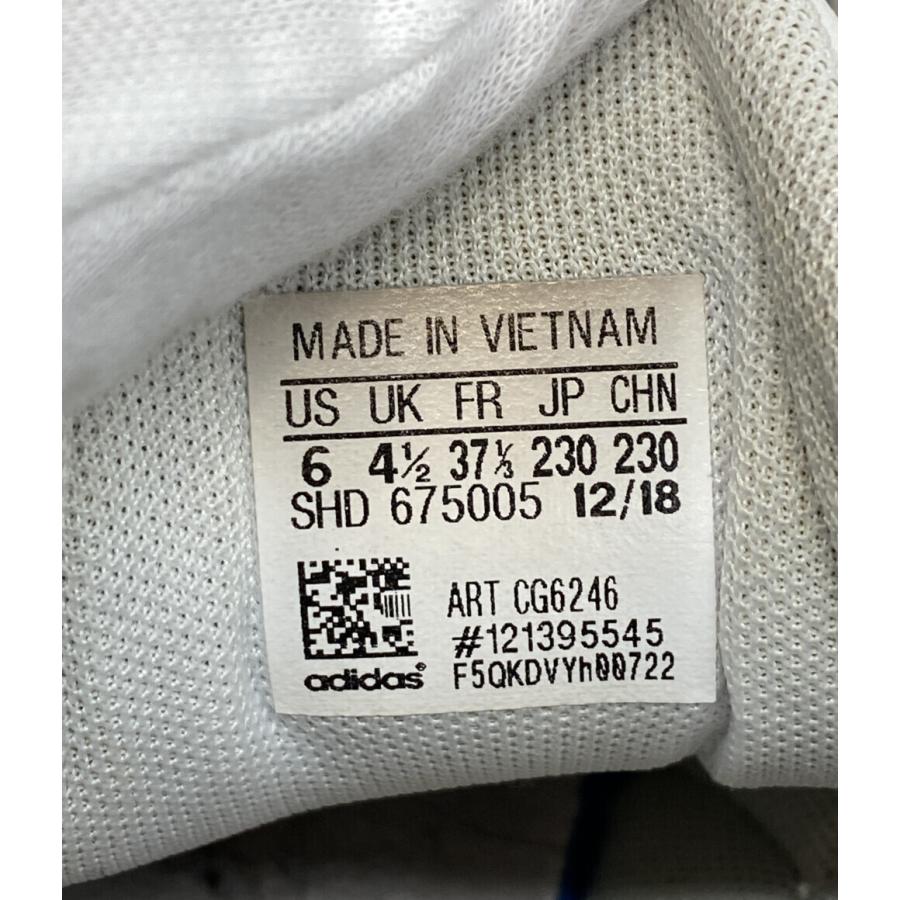 MADE IN VIETNAM
US UK FR JP CHN
6 4½ 37⅓ 230 230
SHD 675005 12/18
ART CG6246
#121395545
adidas® F5QKDVYh00722